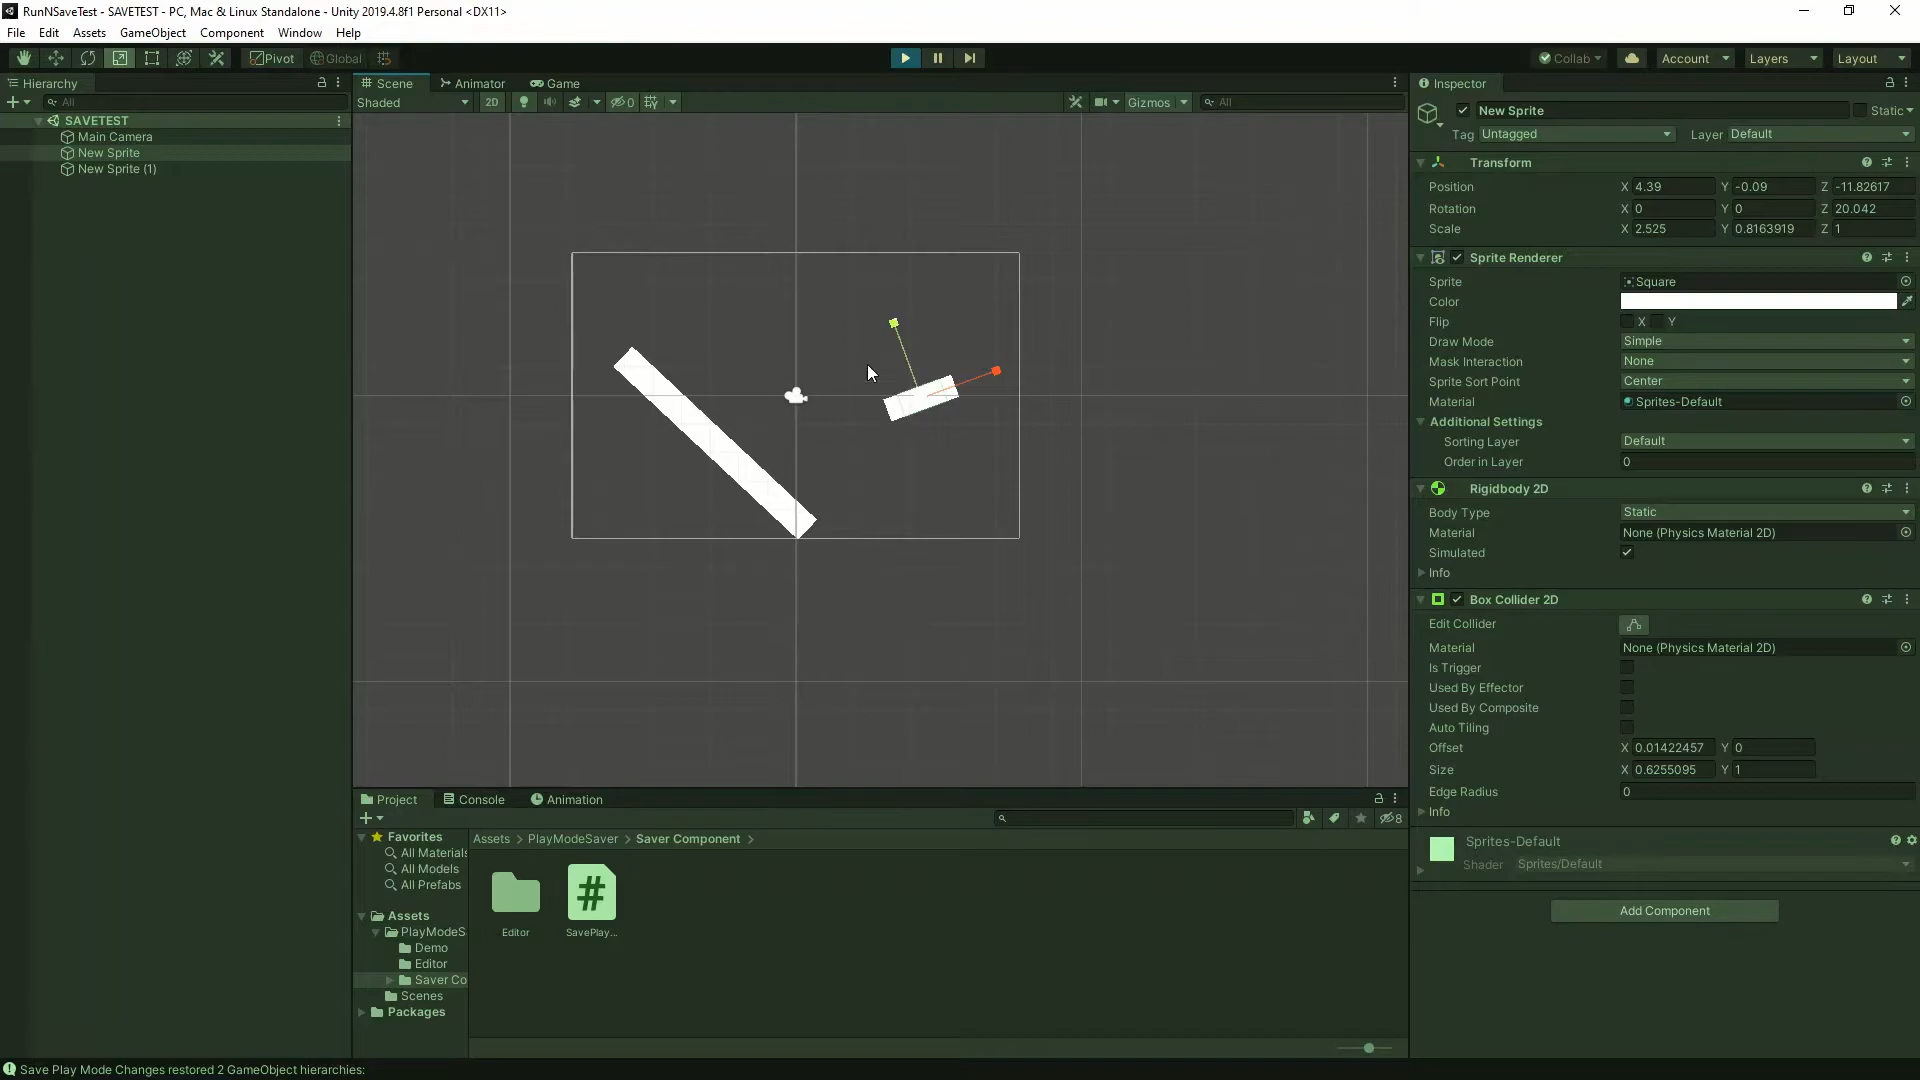 RunNSaveTest - SAVETEST - PC, Mac & Linux Standalone - Unity 2019.4.8f1 Personal <DX11>
File Edit Assets GameObject Component Window Help
Pivot Global Collab Account Layers Layout
Hierarchy
All
SAVETEST
Main Camera
New Sprite
New Sprite (1)
Scene Animator Game
Shaded 2D 0 Gizmos All
Inspector
New Sprite Static
Tag Untagged Layer Default
Transform
Position X 4.39 Y -0.09 Z -11.82617
Rotation X 0 Y 0 Z 20.042
Scale X 2.525 Y 0.8163919 Z 1
Sprite Renderer
Sprite Square
Color
Flip X Y
Draw Mode Simple
Mask Interaction None
Sprite Sort Point Center
Material Sprites-Default
Additional Settings
Sorting Layer Default
Order in Layer 0
Rigidbody 2D
Body Type Static
Material None (Physics Material 2D)
Simulated
Info
Box Collider 2D
Edit Collider
Material None (Physics Material 2D)
Is Trigger
Used By Effector
Used By Composite
Auto Tiling
Offset X 0.01422457 Y 0
Size X 0.6255095 Y 1
Edge Radius 0
Info
Sprites-Default
Shader Sprites/Default
Add Component
Project Console Animation
8
Favorites
All Materials
All Models
All Prefabs
Assets
PlayModeS
Demo
Editor
Saver Co
Scenes
Packages
Assets > PlayModeSaver > Saver Component >
#
Editor SavePlay...
Save Play Mode Changes restored 2 GameObject hierarchies: